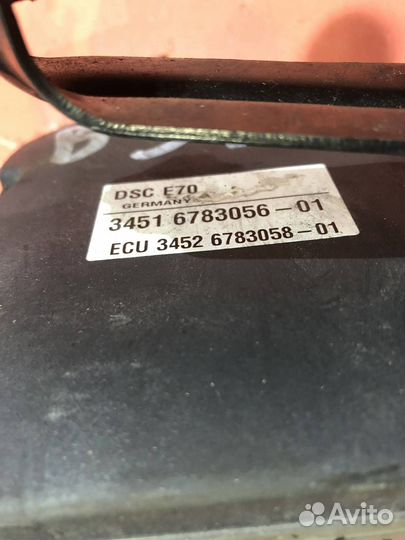 DSC E70
GERMANY
3451 6783056-01
ECU 3452 6783058-01
Avito